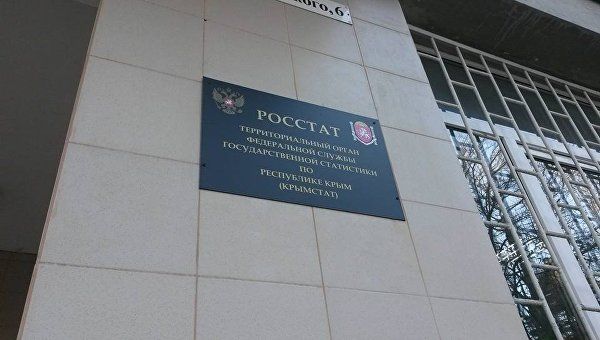 РОССТАТ
ТЕРРИТОРИАЛЬНЫЙ ОРГАН
ФЕДЕРАЛЬНОЙ СЛУЖБЫ
ГОСУДАРСТВЕННОЙ СТАТИСТИКИ
ПО
РЕСПУБЛИКЕ КРЫМ
(КРЫМСТАТ)